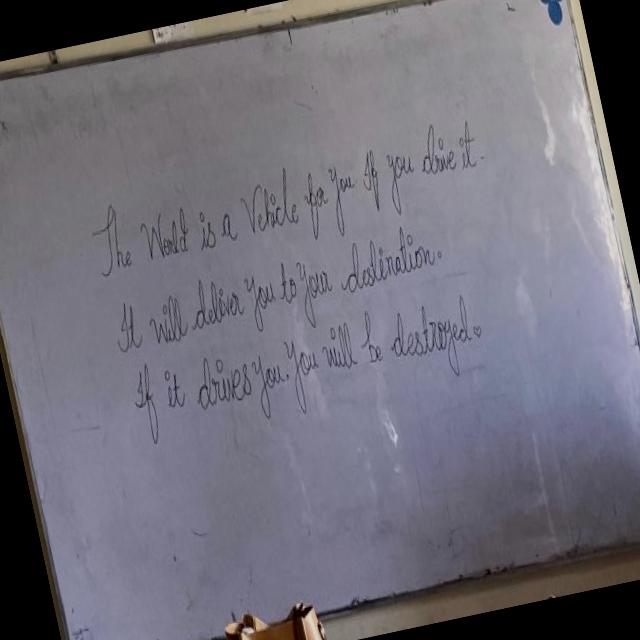 The World is a Vehicle for you If you drive it.
It will deliver you to your destination.
If it drives you you will be destroyed.